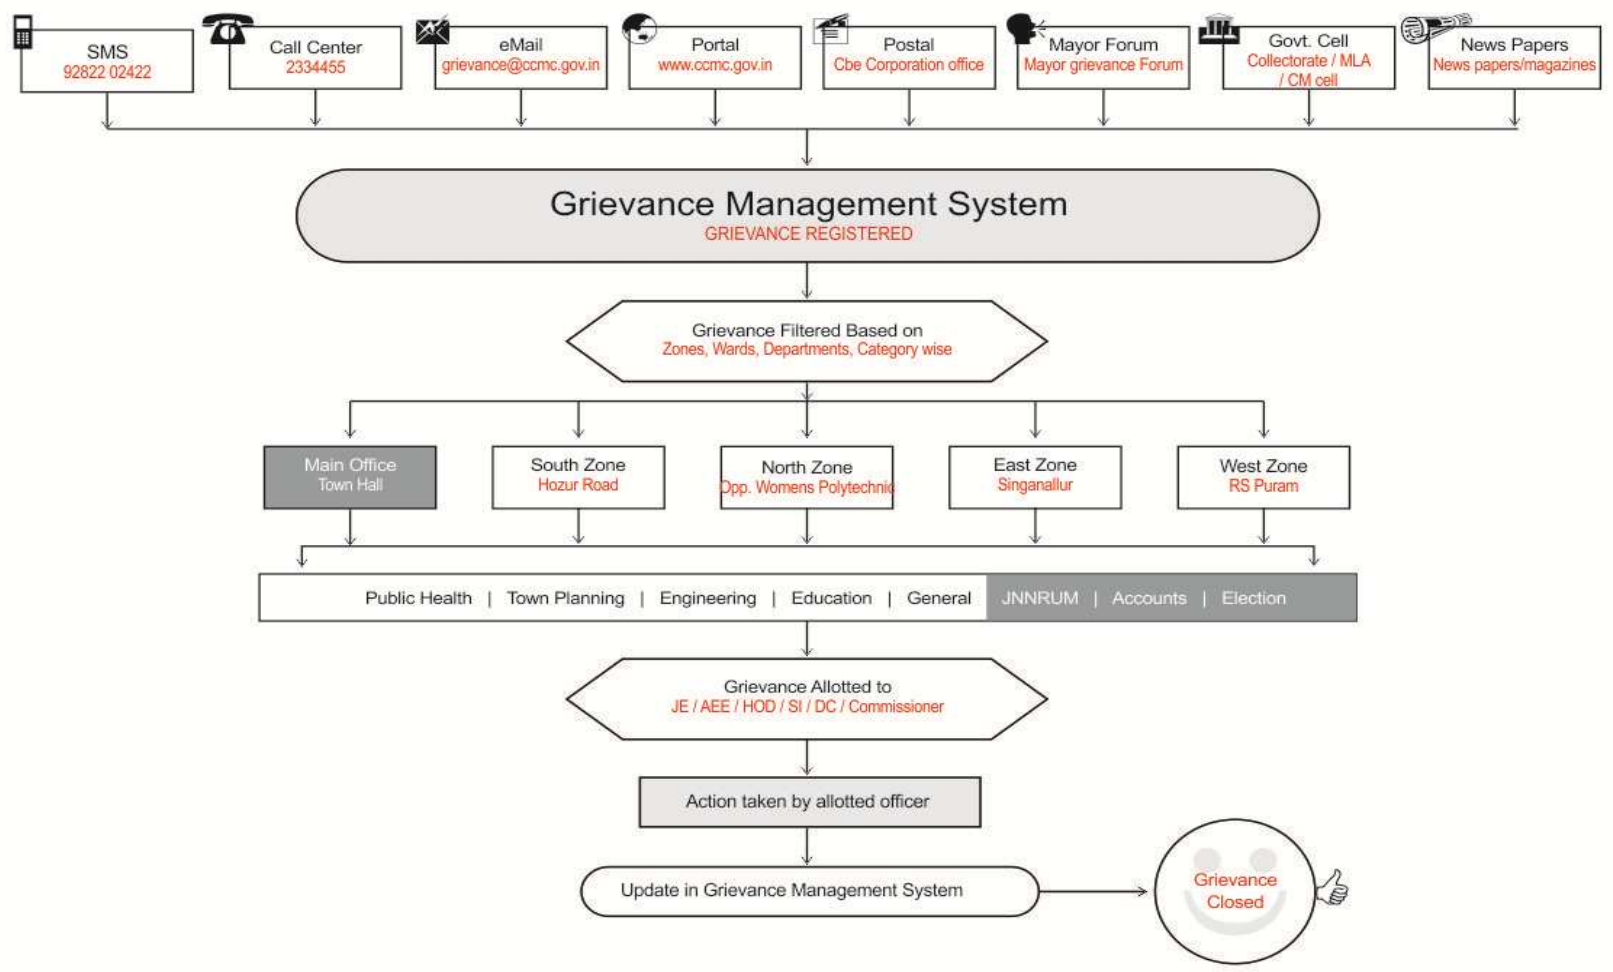 SMS
92822 02422
Call Center
2334455
eMail
grievance@ccmc.gov.in
Portal
www.ccmc.gov.in
Postal
Cbe Corporation office
Mayor Forum
Mayor grievance Forum
Govt. Cell
Collectorate / MLA
/ CM cell
News Papers
News papers/magazines
Grievance Management System
GRIEVANCE REGISTERED
Grievance Filtered Based on
Zones, Wards, Departments, Category wise
Main Office
Town Hall
South Zone
Hozur Road
North Zone
Opp. Womens Polytechnic
East Zone
Singanallur
West Zone
RS Puram
Public Health | Town Planning | Engineering | Education | General JNNRUM | Accounts | Election
Grievance Allotted to
JE / AEE / HOD / SI / DC / Commissioner
Action taken by allotted officer
Update in Grievance Management System
Grievance
Closed